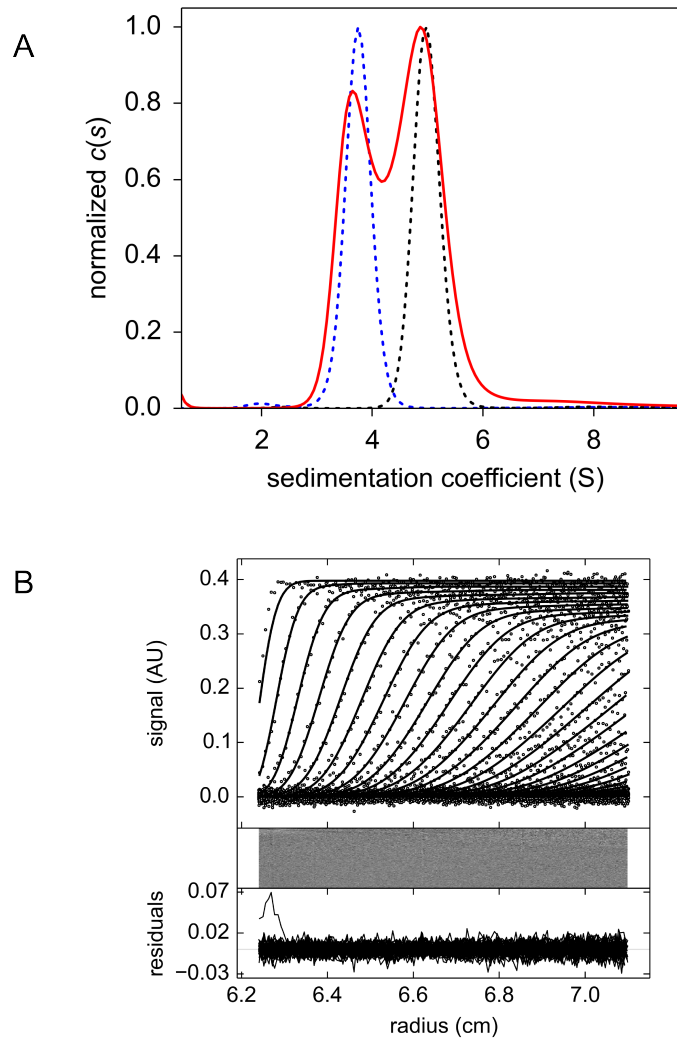 A
normalized c(s)
1.0
0.8
0.6
0.4
0.2
0.0
2 4 6 8
sedimentation coefficient (S)
B
signal (AU)
0.4
0.3
0.2
0.1
0.0
residuals
0.07
0.02
−0.03
6.2 6.4 6.6 6.8 7.0
radius (cm)